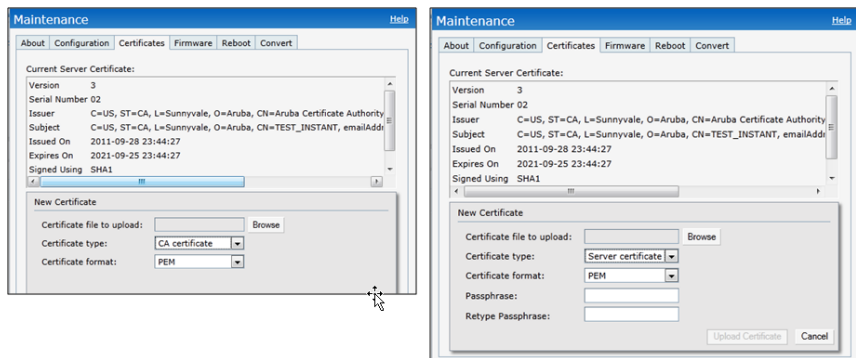 Maintenance Help
About Configuration Certificates Firmware Reboot Convert
Current Server Certificate:
Version 3
Serial Number 02
Issuer C=US, ST=CA, L=Sunnyvale, O=Aruba, CN=Aruba Certificate Authority
Subject C=US, ST=CA, L=Sunnyvale, O=Aruba, CN=TEST_INSTANT, emailAddr
Issued On 2011-09-28 23:44:27
Expires On 2021-09-25 23:44:27
Signed Using SHA1
New Certificate
Certificate file to upload: Browse
Certificate type: CA certificate
Certificate format: PEM
Maintenance Help
About Configuration Certificates Firmware Reboot Convert
Current Server Certificate:
Version 3
Serial Number 02
Issuer C=US, ST=CA, L=Sunnyvale, O=Aruba, CN=Aruba Certificate Authority
Subject C=US, ST=CA, L=Sunnyvale, O=Aruba, CN=TEST_INSTANT, emailAddr
Issued On 2011-09-28 23:44:27
Expires On 2021-09-25 23:44:27
Signed Using SHA1
New Certificate
Certificate file to upload: Browse
Certificate type: Server certificate
Certificate format: PEM
Passphrase:
Retype Passphrase:
Upload Certificate Cancel